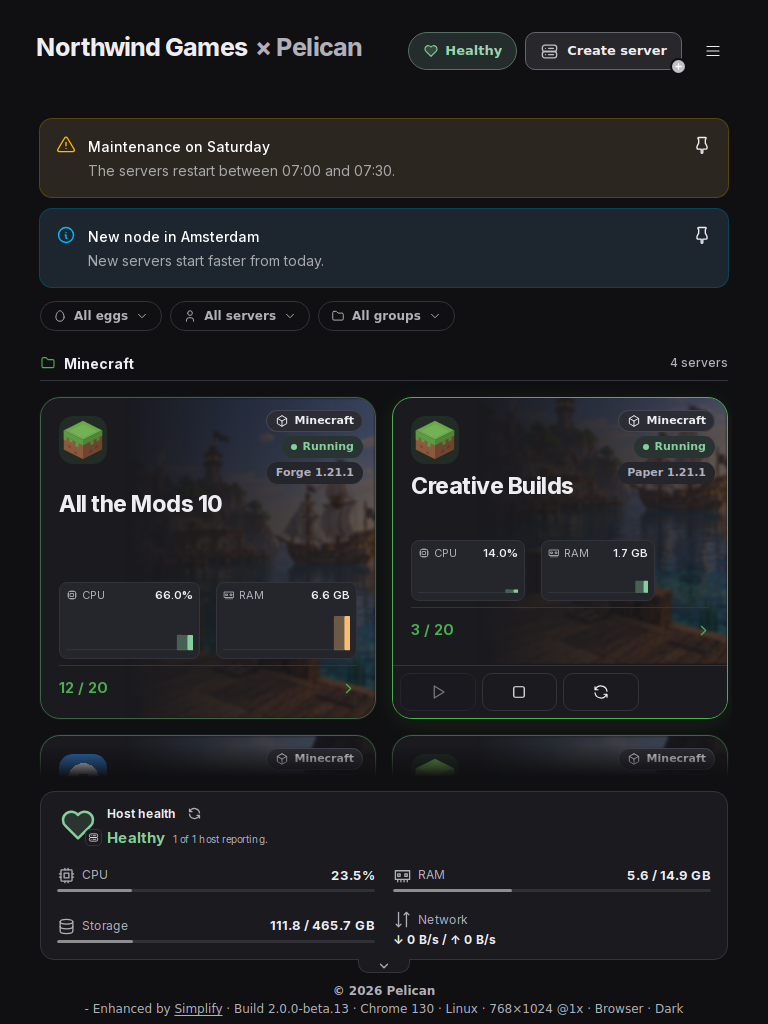 Northwind Games × Pelican
Healthy
Create server
Maintenance on Saturday
The servers restart between 07:00 and 07:30.
New node in Amsterdam
New servers start faster from today.
All eggs
All servers
All groups
Minecraft
4 servers
Minecraft
Running
Forge 1.21.1
All the Mods 10
CPU 66.0%
RAM 6.6 GB
12 / 20
Minecraft
Running
Paper 1.21.1
Creative Builds
CPU 14.0%
RAM 1.7 GB
3 / 20
Minecraft
Minecraft
Host health
Healthy 1 of 1 host reporting.
CPU 23.5%
RAM 5.6 / 14.9 GB
Storage 111.8 / 465.7 GB
Network
↓ 0 B/s / ↑ 0 B/s
© 2026 Pelican
- Enhanced by Simplify · Build 2.0.0-beta.13 · Chrome 130 · Linux · 768×1024 @1x · Browser · Dark